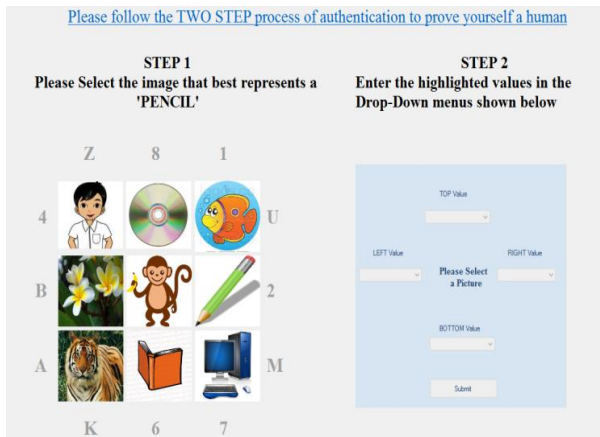 Please follow the TWO STEP process of authentication to prove yourself a human
STEP 1
Please Select the image that best represents a
'PENCIL'
Z 8 1
4 U
B 2
A M
K 6 7
STEP 2
Enter the highlighted values in the
Drop-Down menus shown below
TOP Value
LEFT Value
RIGHT Value
Please Select
a Picture
BOTTOM Value
Submit